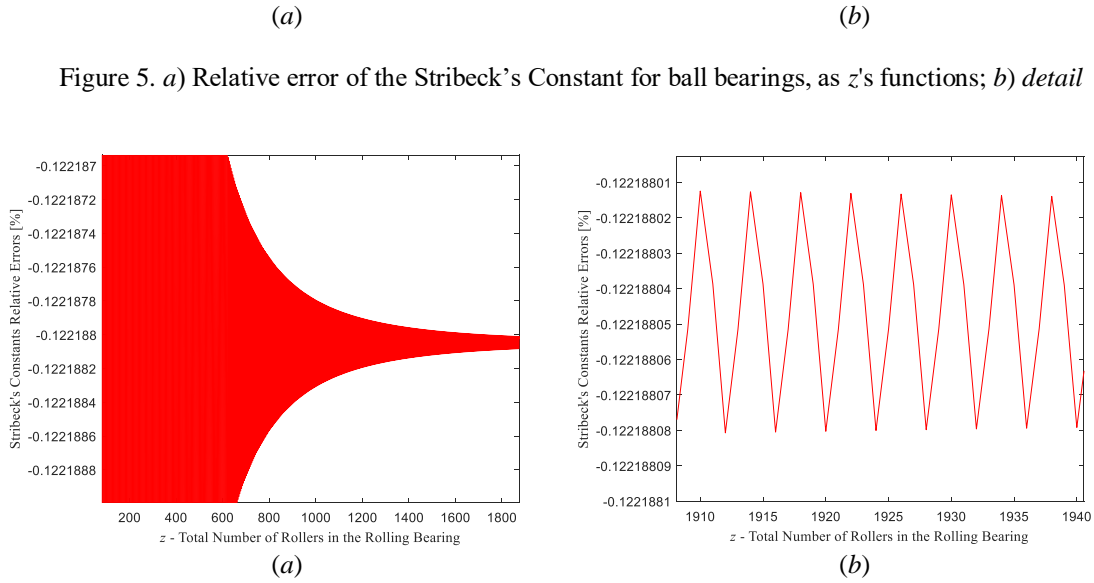 (a)
(b)
Figure 5. a) Relative error of the Stribeck’s Constant for ball bearings, as z's functions; b) detail
Stribeck's Constants Relative Errors [%]
-0.122187
-0.1221872
-0.1221874
-0.1221876
-0.1221878
-0.122188
-0.1221882
-0.1221884
-0.1221886
-0.1221888
200 400 600 800 1000 1200 1400 1600 1800
z - Total Number of Rollers in the Rolling Bearing
(a)
Stribeck's Constants Relative Errors [%]
-0.12218801
-0.12218802
-0.12218803
-0.12218804
-0.12218805
-0.12218806
-0.12218807
-0.12218808
-0.12218809
-0.1221881
1910 1915 1920 1925 1930 1935 1940
z - Total Number of Rollers in the Rolling Bearing
(b)